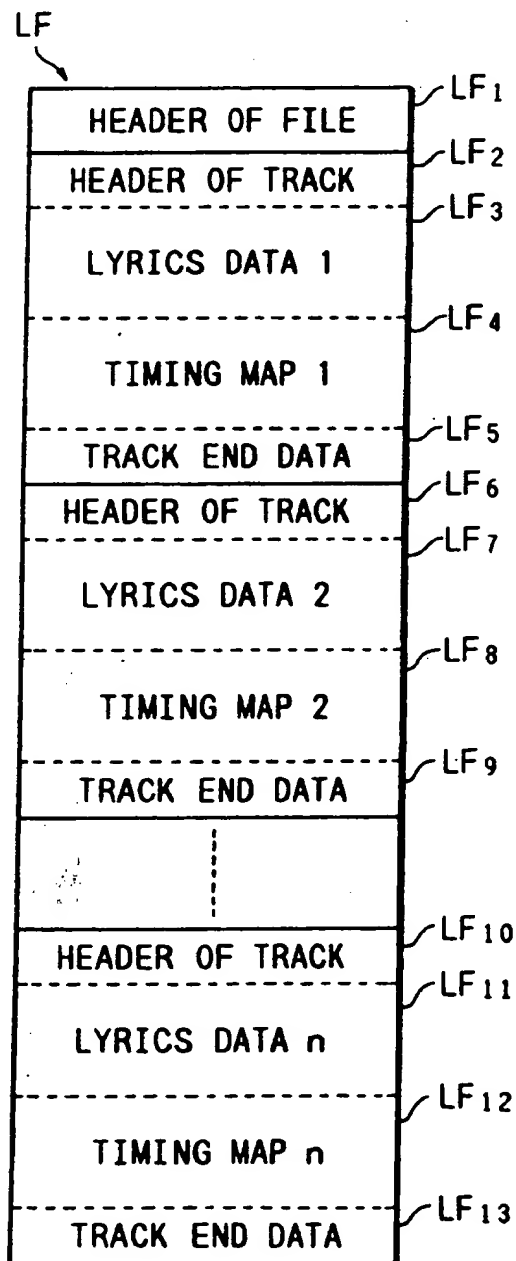 LF
LF1
HEADER OF FILE
LF2
HEADER OF TRACK
LF3
LYRICS DATA 1
LF4
TIMING MAP 1
LF5
TRACK END DATA
LF6
HEADER OF TRACK
LF7
LYRICS DATA 2
LF8
TIMING MAP 2
LF9
TRACK END DATA
LF10
HEADER OF TRACK
LF11
LYRICS DATA n
LF12
TIMING MAP n
LF13
TRACK END DATA